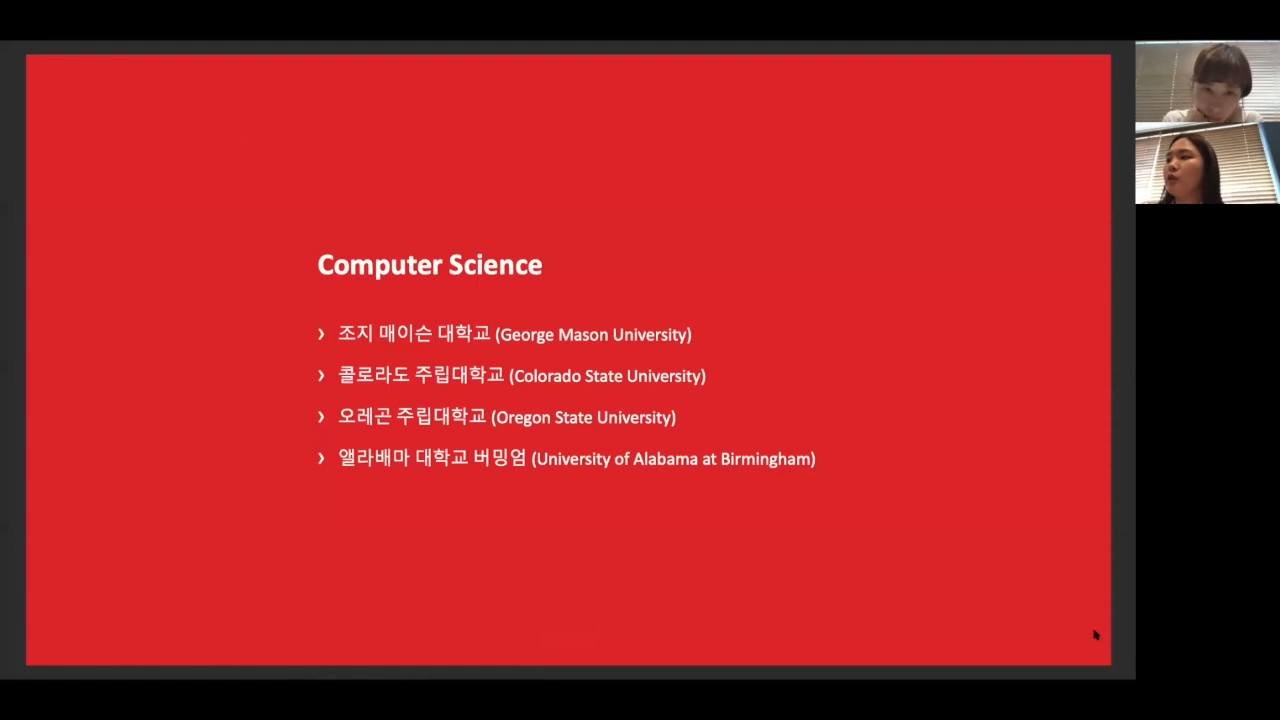 Computer Science
› 조지 매이슨 대학교 (George Mason University)
› 콜로라도 주립대학교 (Colorado State University)
› 오레곤 주립대학교 (Oregon State University)
› 앨라배마 대학교 버밍엄 (University of Alabama at Birmingham)